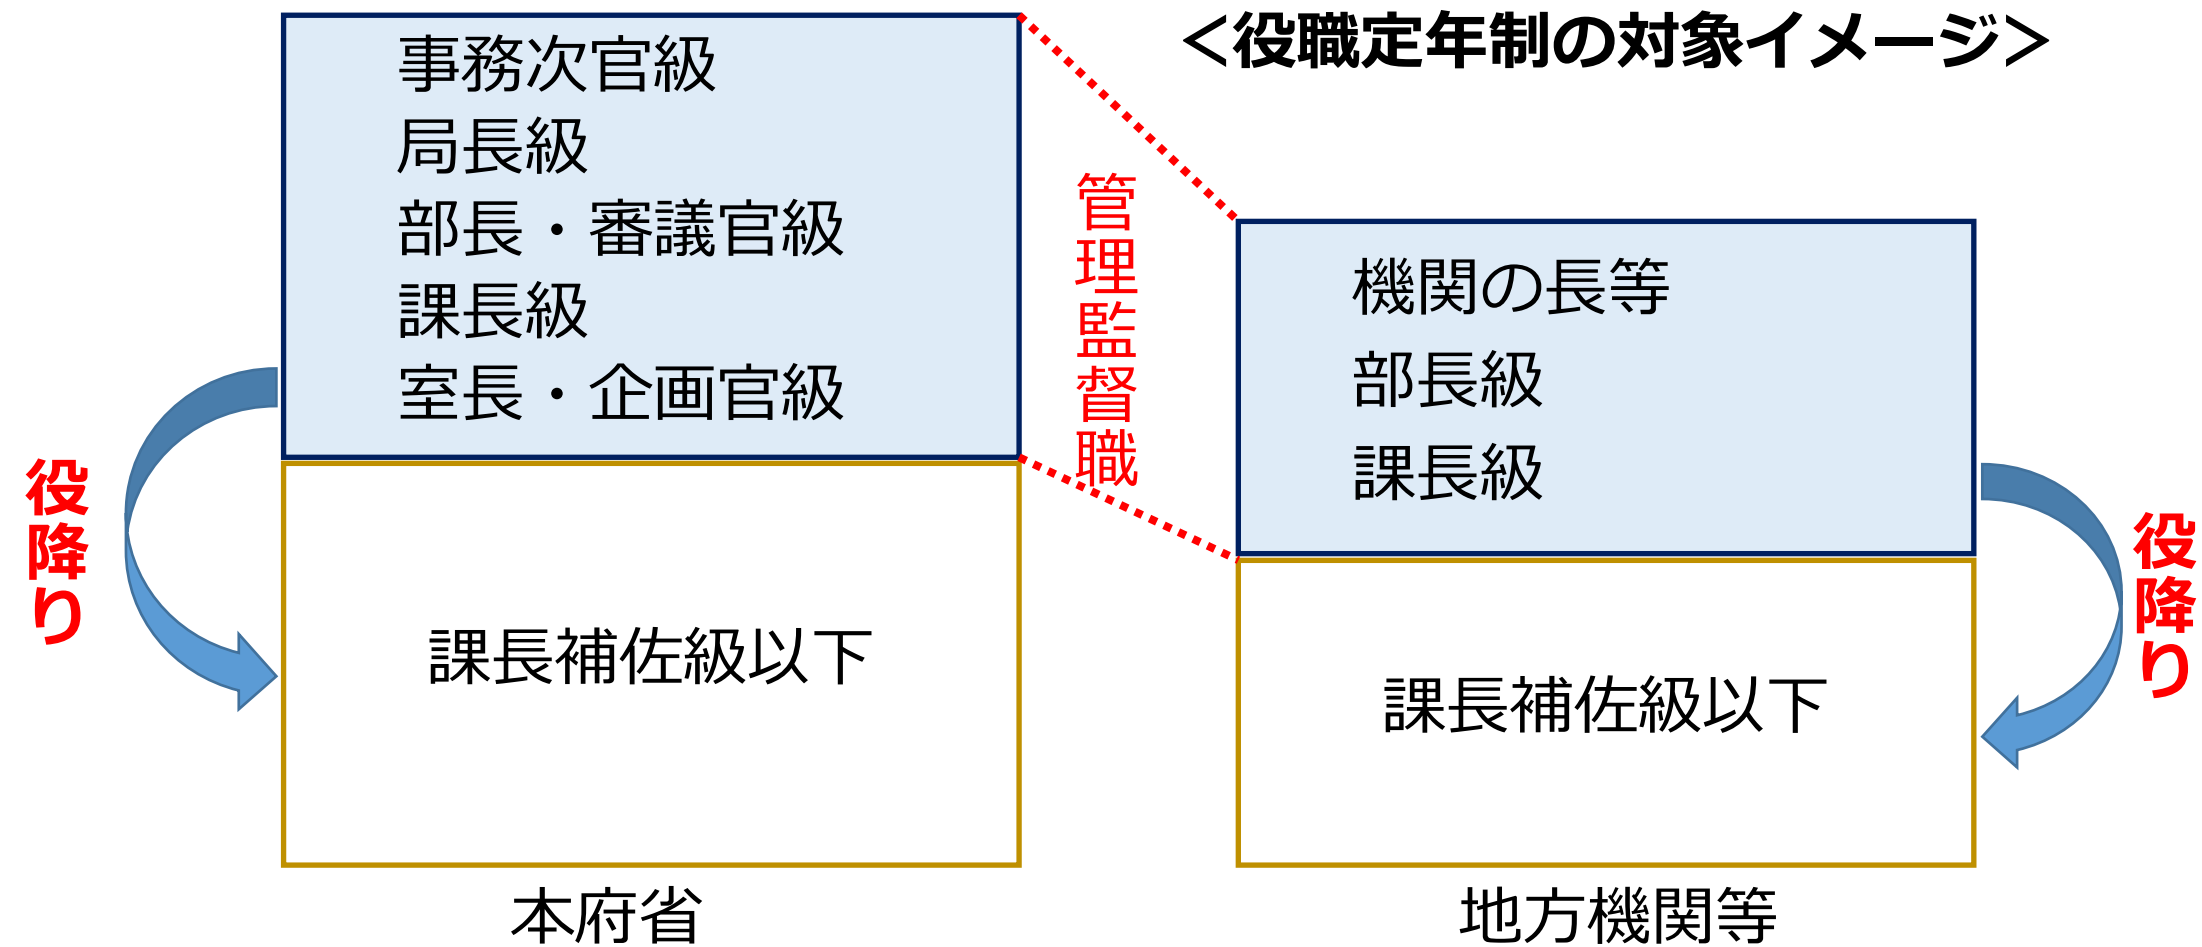 ＜役職定年制の対象イメージ＞
事務次官級
局長級
部長・審議官級
課長級
室長・企画官級
管理監督職
機関の長等
部長級
課長級
役降り
課長補佐級以下
課長補佐級以下
役降り
本府省
地方機関等